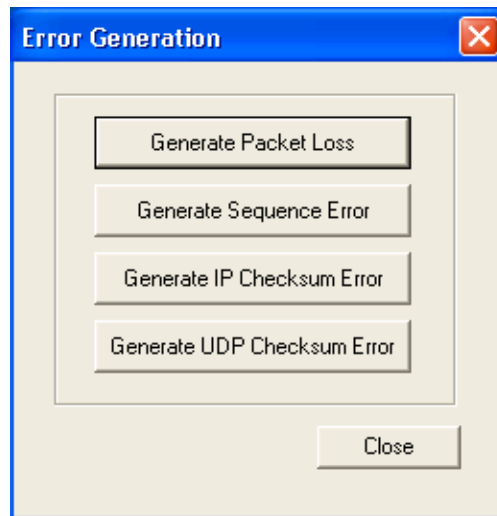 Error Generation
Generate Packet Loss
Generate Sequence Error
Generate IP Checksum Error
Generate UDP Checksum Error
Close